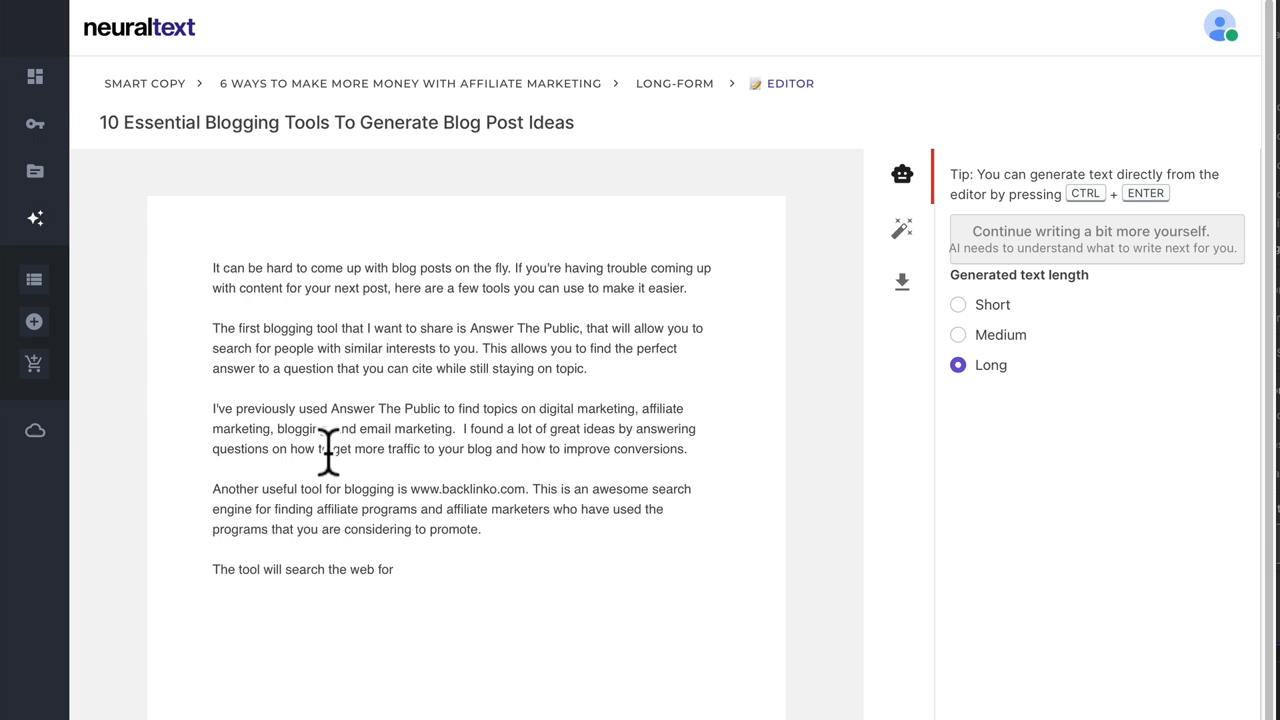 neuraltext
SMART COPY > 6 WAYS TO MAKE MORE MONEY WITH AFFILIATE MARKETING > LONG-FORM > EDITOR
10 Essential Blogging Tools To Generate Blog Post Ideas
It can be hard to come up with blog posts on the fly. If you're having trouble coming up
with content for your next post, here are a few tools you can use to make it easier.
The first blogging tool that I want to share is Answer The Public, that will allow you to
search for people with similar interests to you. This allows you to find the perfect
answer to a question that you can cite while still staying on topic.
I've previously used Answer The Public to find topics on digital marketing, affiliate
marketing, blogging and email marketing.  I found a lot of great ideas by answering
questions on how to get more traffic to your blog and how to improve conversions.
Another useful tool for blogging is www.backlinko.com. This is an awesome search
engine for finding affiliate programs and affiliate marketers who have used the
programs that you are considering to promote.
The tool will search the web for
Tip: You can generate text directly from the
editor by pressing CTRL + ENTER
Continue writing a bit more yourself.
AI needs to understand what to write next for you.
Generated text length
Short
Medium
Long